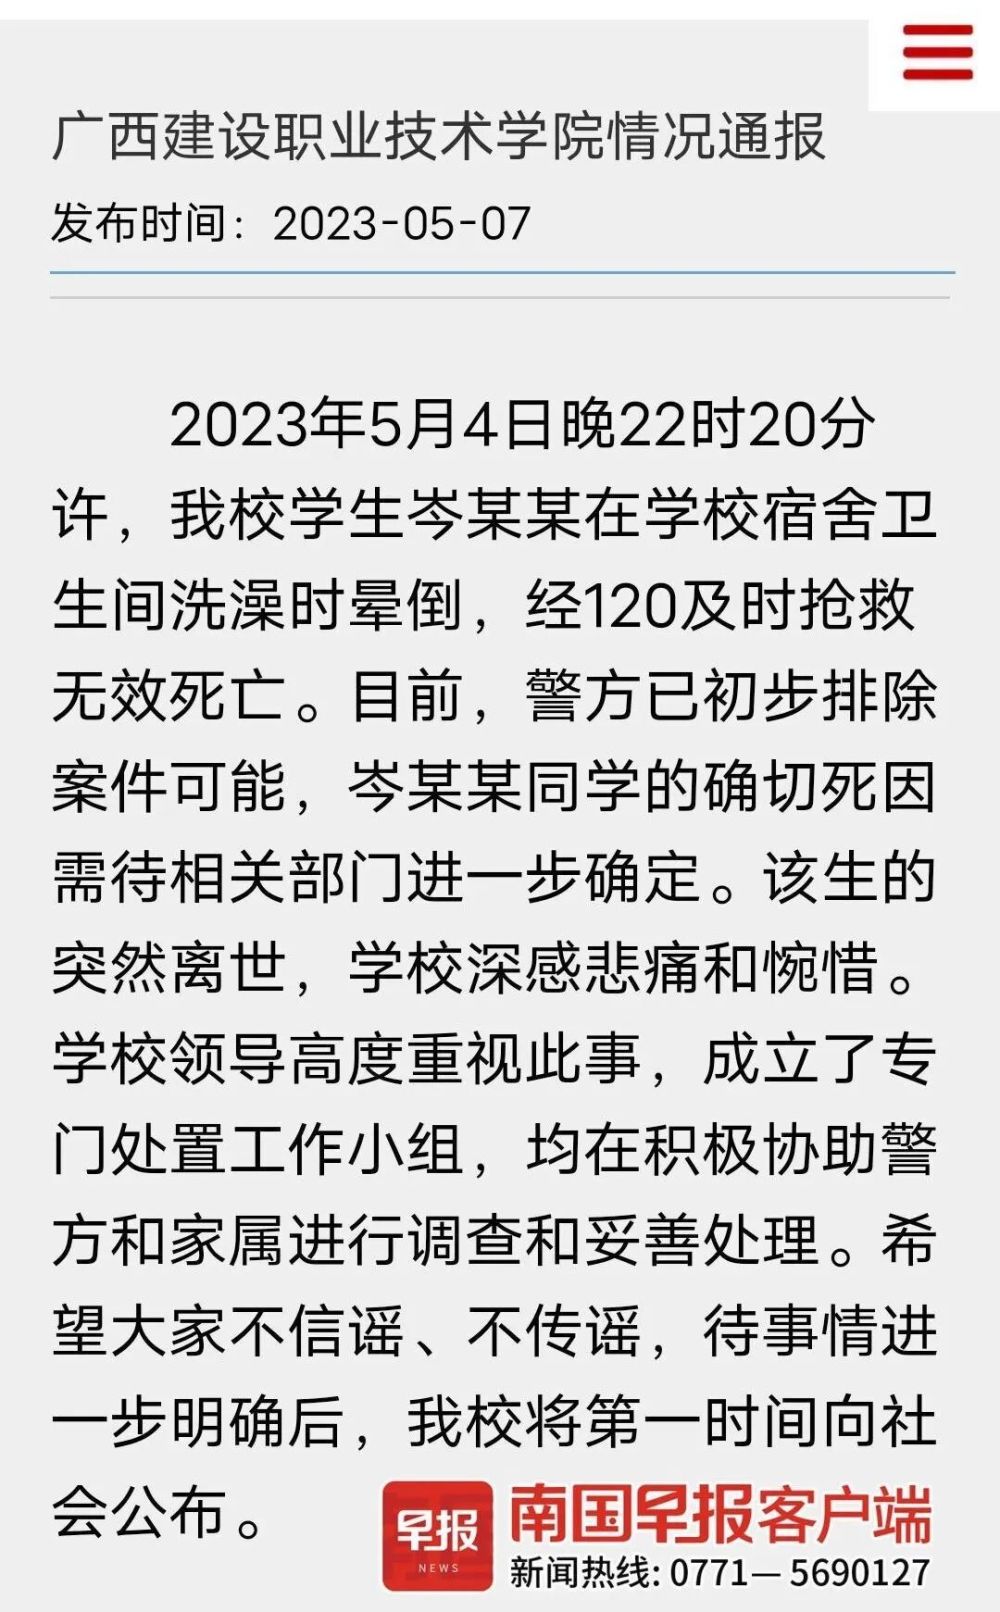 广西建设职业技术学院情况通报
发布时间：2023-05-07
2023年5月4日晚22时20分
许，我校学生岑某某在学校宿舍卫
生间洗澡时晕倒，经120及时抢救
无效死亡。目前，警方已初步排除
案件可能，岑某某同学的确切死因
需待相关部门进一步确定。该生的
突然离世，学校深感悲痛和惋惜。
学校领导高度重视此事，成立了专
门处置工作小组，均在积极协助警
方和家属进行调查和妥善处理。希
望大家不信谣、不传谣，待事情进
一步明确后，我校将第一时间向社
会公布。
早报
NEWS
南国早报客户端
新闻热线: 0771— 5690127